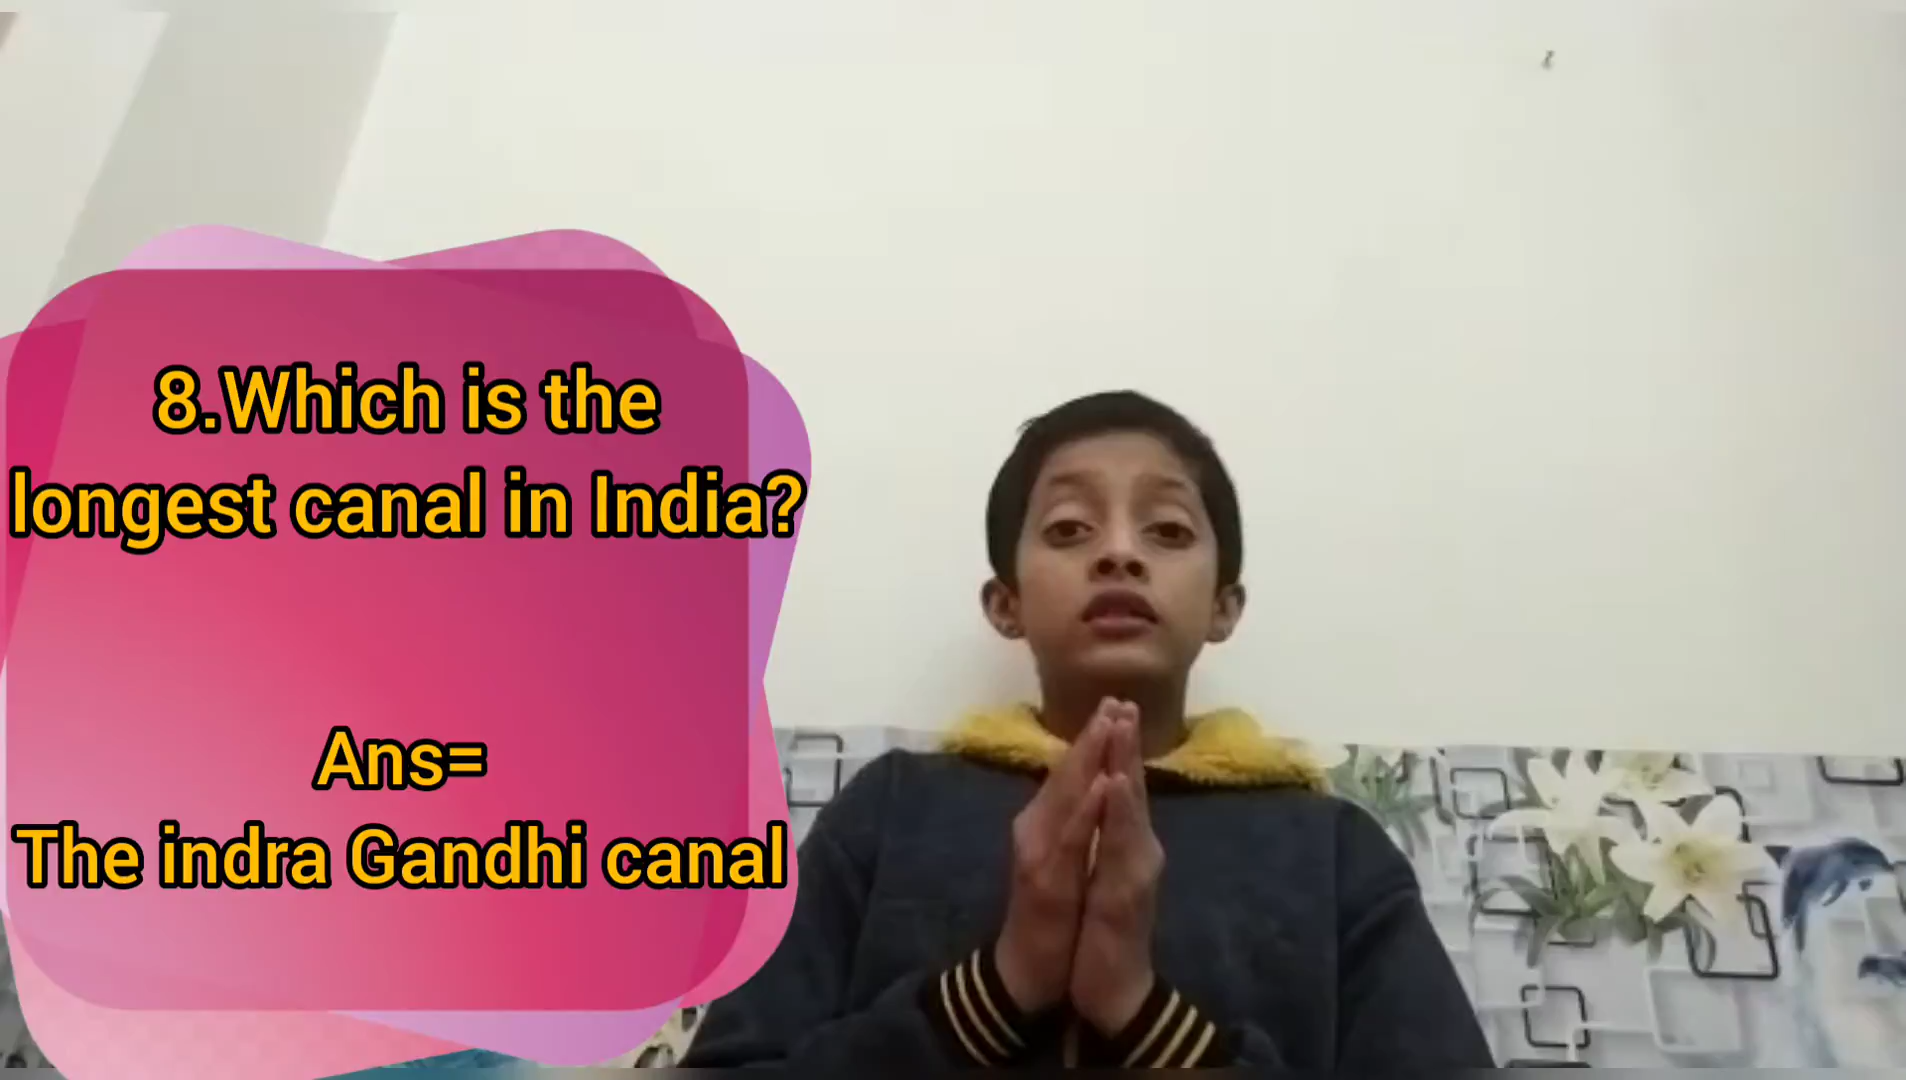 8.Which is the
longest canal in India?
Ans=
The indra Gandhi canal